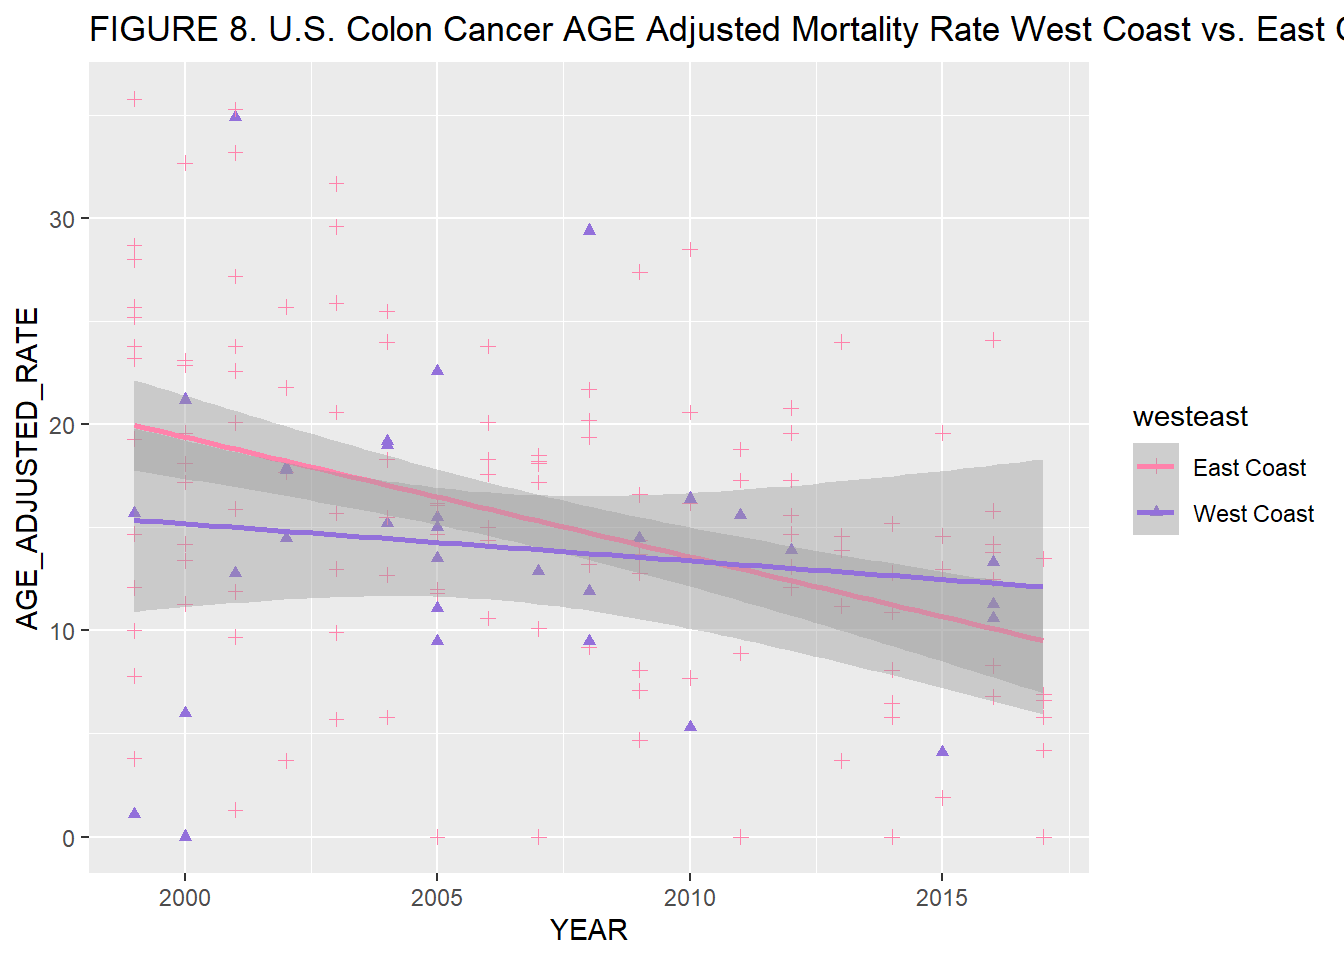 FIGURE 8. U.S. Colon Cancer AGE Adjusted Mortality Rate West Coast vs. East
AGE_ADJUSTED_RATE
30
20
10
0
2000 2005 2010 2015
YEAR
westeast
East Coast
West Coast